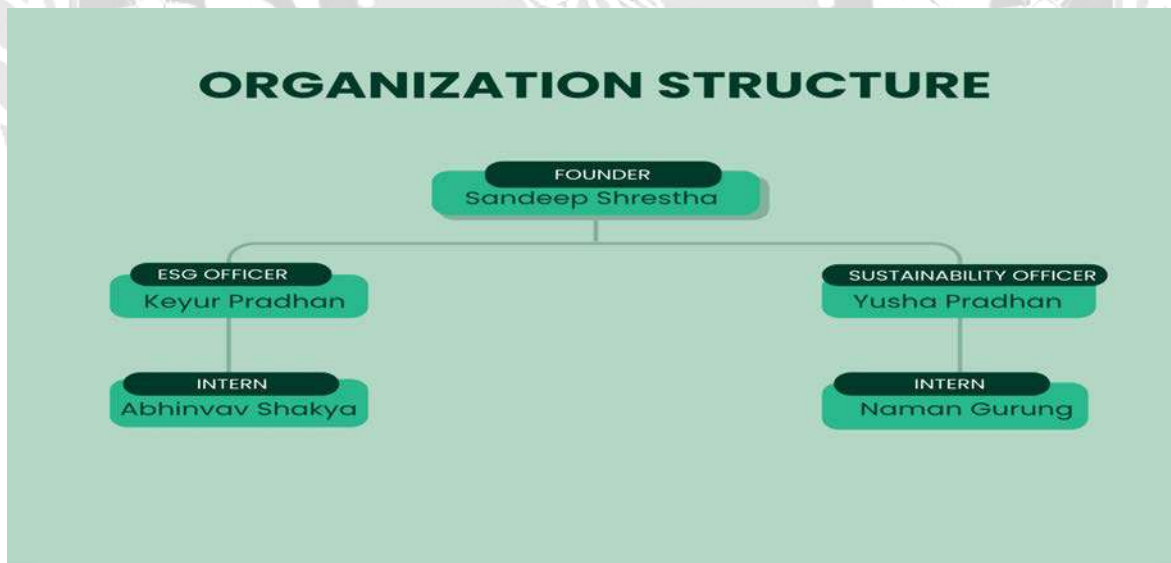 ORGANIZATION STRUCTURE
FOUNDER
Sandeep Shrestha
ESG OFFICER
Keyur Pradhan
SUSTAINABILITY OFFICER
Yusha Pradhan
INTERN
Abhinvav Shakya
INTERN
Naman Gurung